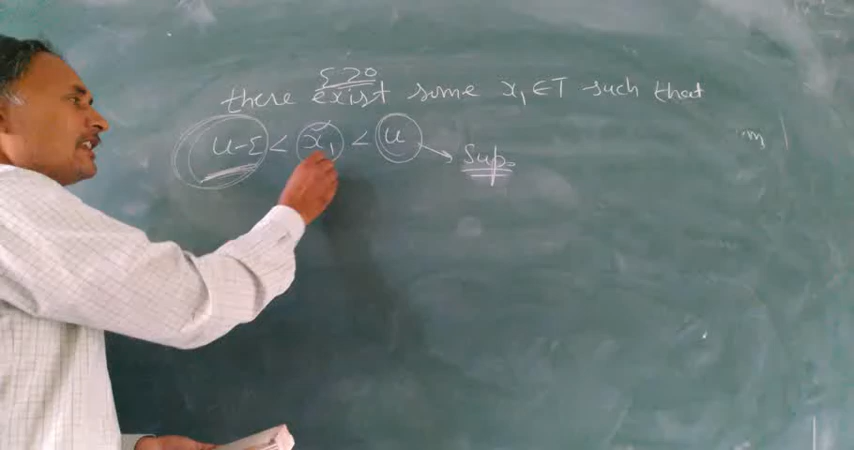 ε>0
there exist some x₁ ∈ T such that
u-ε < x₁ < u → Sup.